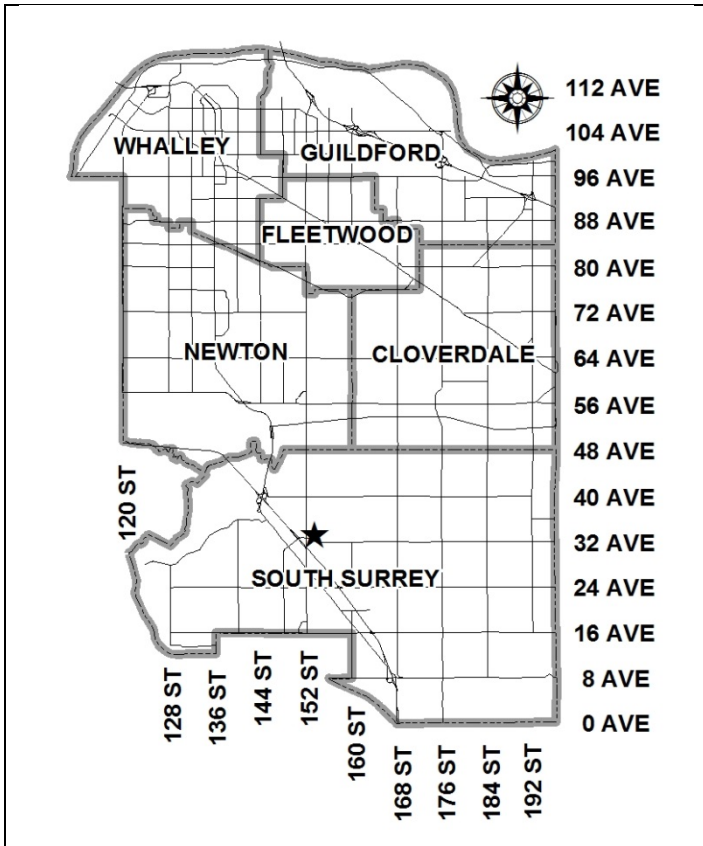 112 AVE
104 AVE
WHALLEY
GUILDFORD
96 AVE
88 AVE
FLEETWOOD
80 AVE
72 AVE
NEWTON
CLOVERDALE
64 AVE
56 AVE
48 AVE
40 AVE
120 ST
32 AVE
SOUTH SURREY
24 AVE
16 AVE
8 AVE
0 AVE
128 ST
136 ST
144 ST
152 ST
160 ST
168 ST
176 ST
184 ST
192 ST